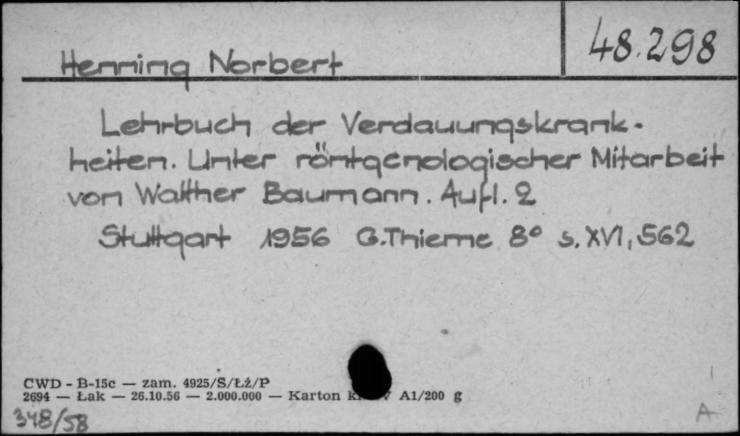 48.298
Henning Norbert
Lehrbuch der Verdauungskrank-
heiten. Unter röntgenologischer Mitarbeit
von Walther Baumann. Aufl. 2
Stuttgart 1956 G. Thieme 8° s. XVI, 562
CWD - B-15c — zam. 4925/S/Łź/P
2694 — Łak — 26.10.56 — 2.000.000 — Karton A1/200 g
348/58
A